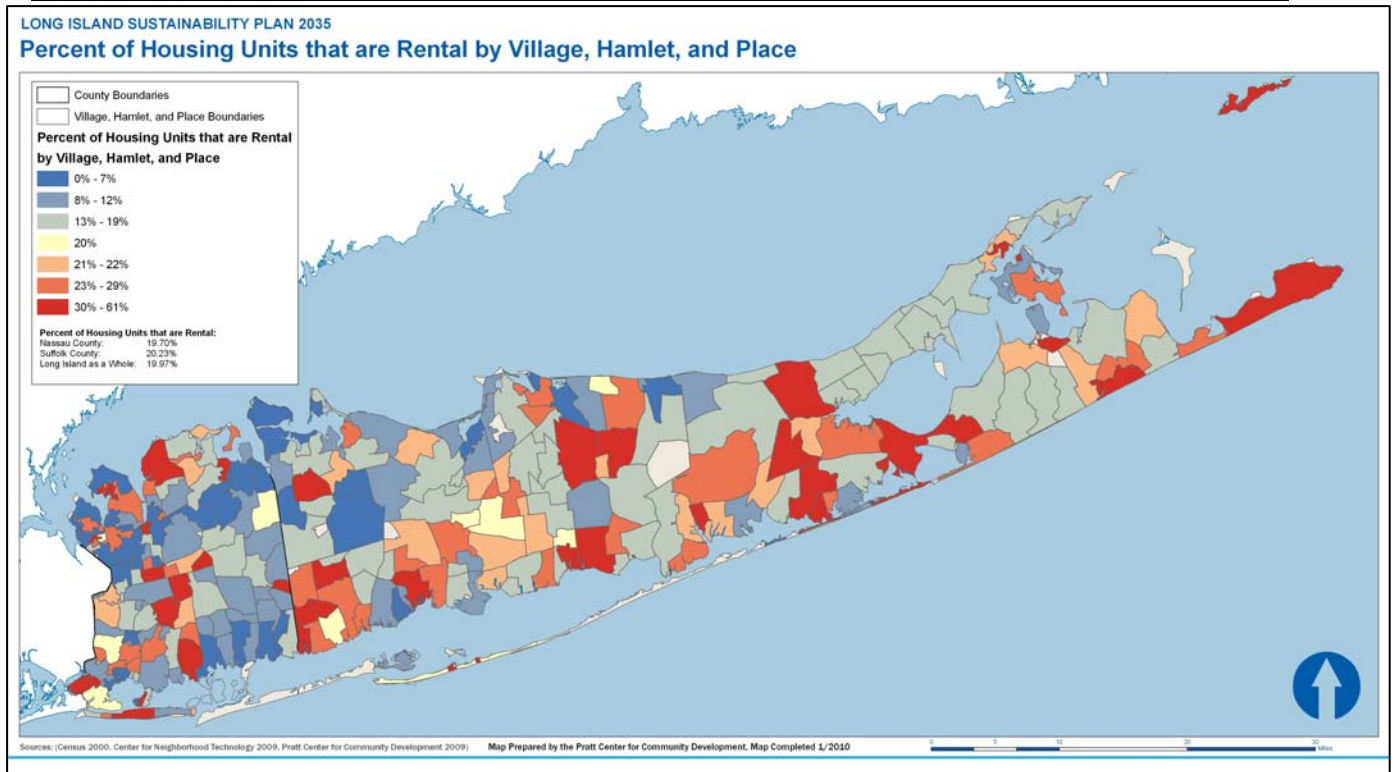 LONG ISLAND SUSTAINABILITY PLAN 2035
Percent of Housing Units that are Rental by Village, Hamlet, and Place
County Boundaries
Village, Hamlet, and Place Boundaries
Percent of Housing Units that are Rental
by Village, Hamlet, and Place
0% - 7%
8% - 12%
13% - 19%
20%
21% - 22%
23% - 29%
30% - 61%
Percent of Housing Units that are Rental:
Nassau County: 19.70%
Suffolk County: 20.23%
Long Island as a Whole: 19.97%
Sources: (Census 2000, Center for Neighborhood Technology 2009, Pratt Center for Community Development 2009) Map Prepared by the Pratt Center for Community Development, Map Completed 1/2010
0 5 10 20 30
Miles